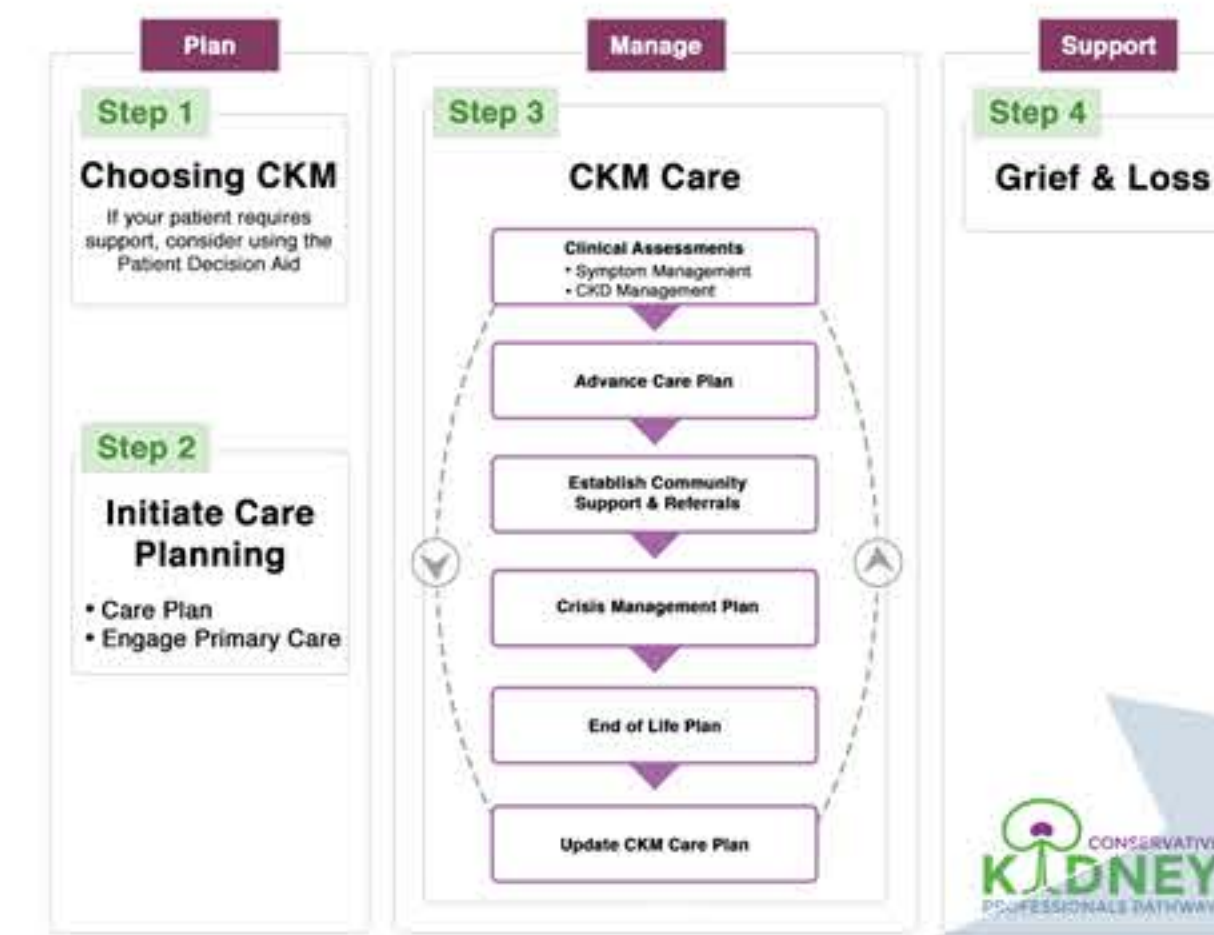 Plan
Step 1
Choosing CKM
If your patient requires
support, consider using the
Patient Decision Aid
Step 2
Initiate Care
Planning
• Care Plan
• Engage Primary Care
Manage
Step 3
CKM Care
Clinical Assessments
• Symptom Management
• CKD Management
Advance Care Plan
Establish Community
Support & Referrals
Crisis Management Plan
End of Life Plan
Update CKM Care Plan
Support
Step 4
Grief & Loss
CONSERVATIVE
KIDNEY
PROFESSIONALS PATHWAY